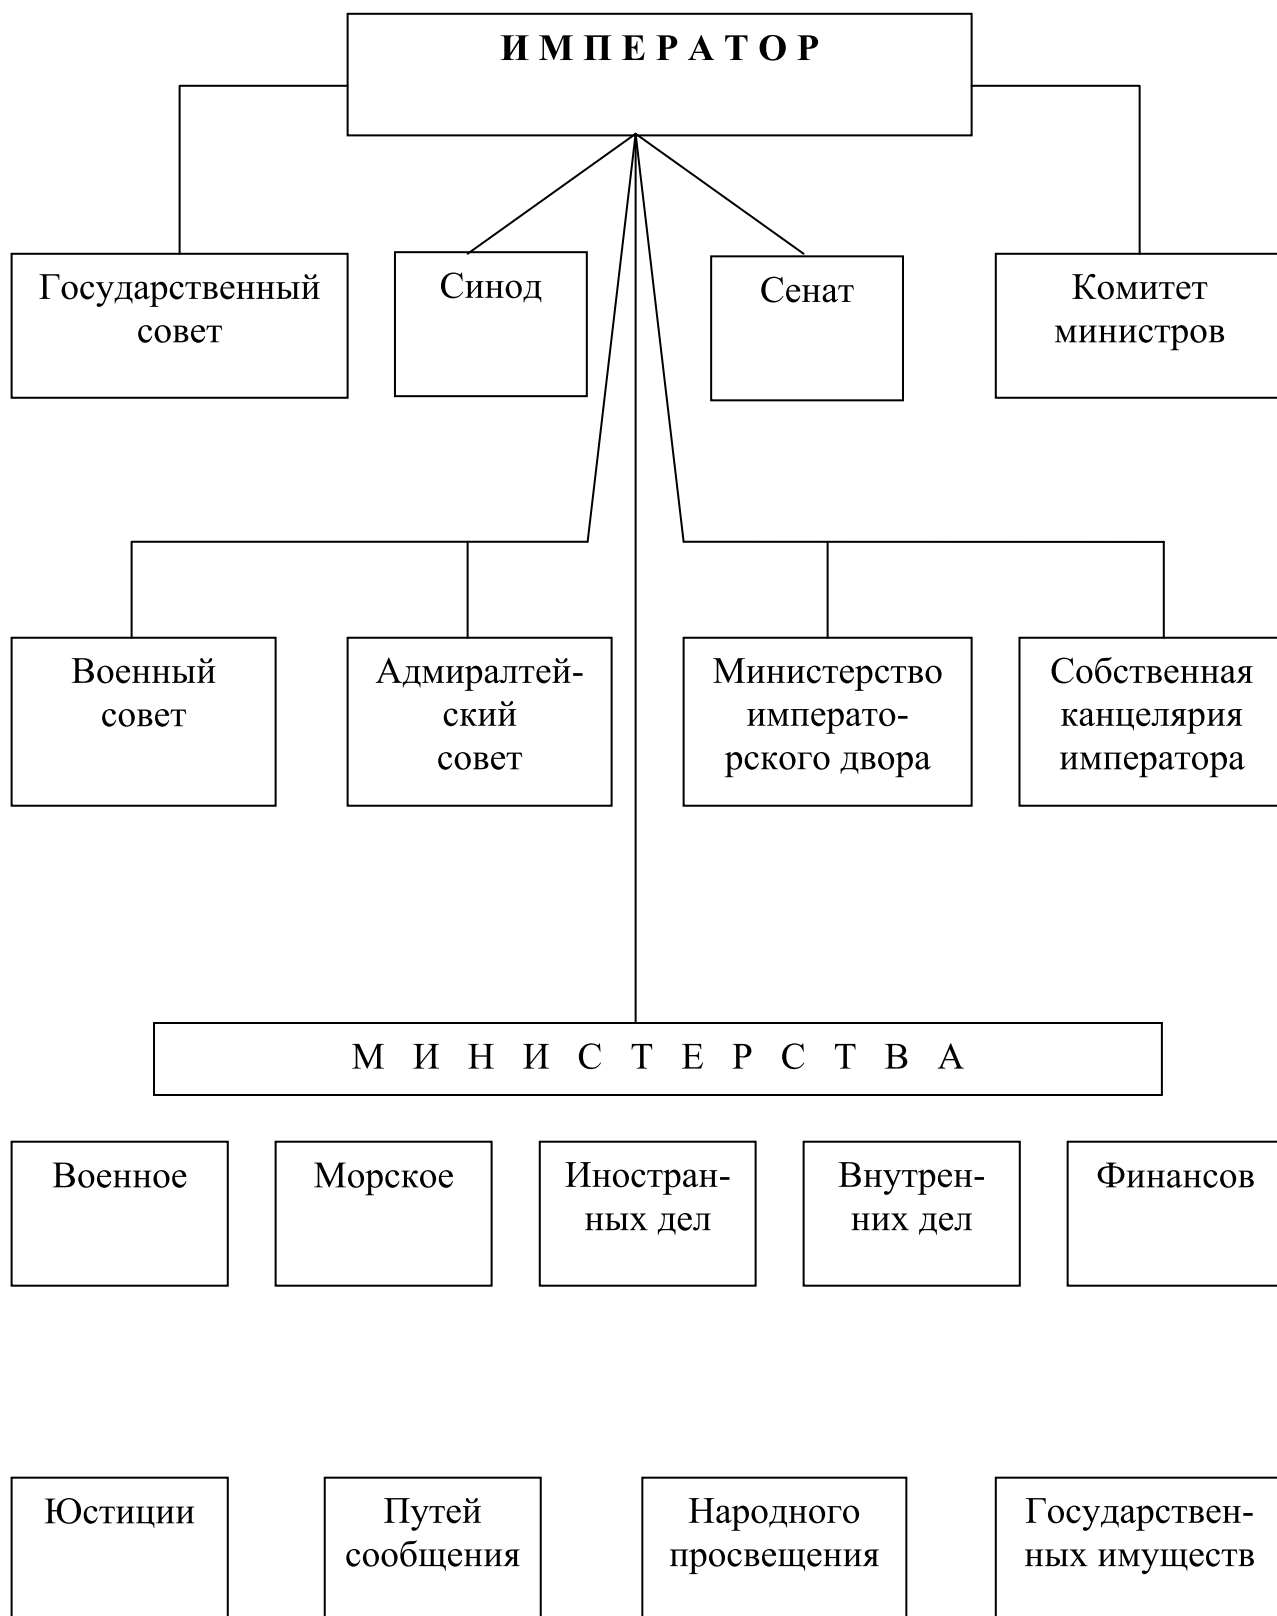 И М П Е Р А Т О Р
Государственный
совет
Синод
Сенат
Комитет
министров
Военный
совет
Адмиралтей-
ский
совет
Министерство
императо-
рского двора
Собственная
канцелярия
императора
М И Н И С Т Е Р С Т В А
Военное
Морское
Иностран-
ных дел
Внутрен-
них дел
Финансов
Юстиции
Путей
сообщения
Народного
просвещения
Государствен-
ных имуществ